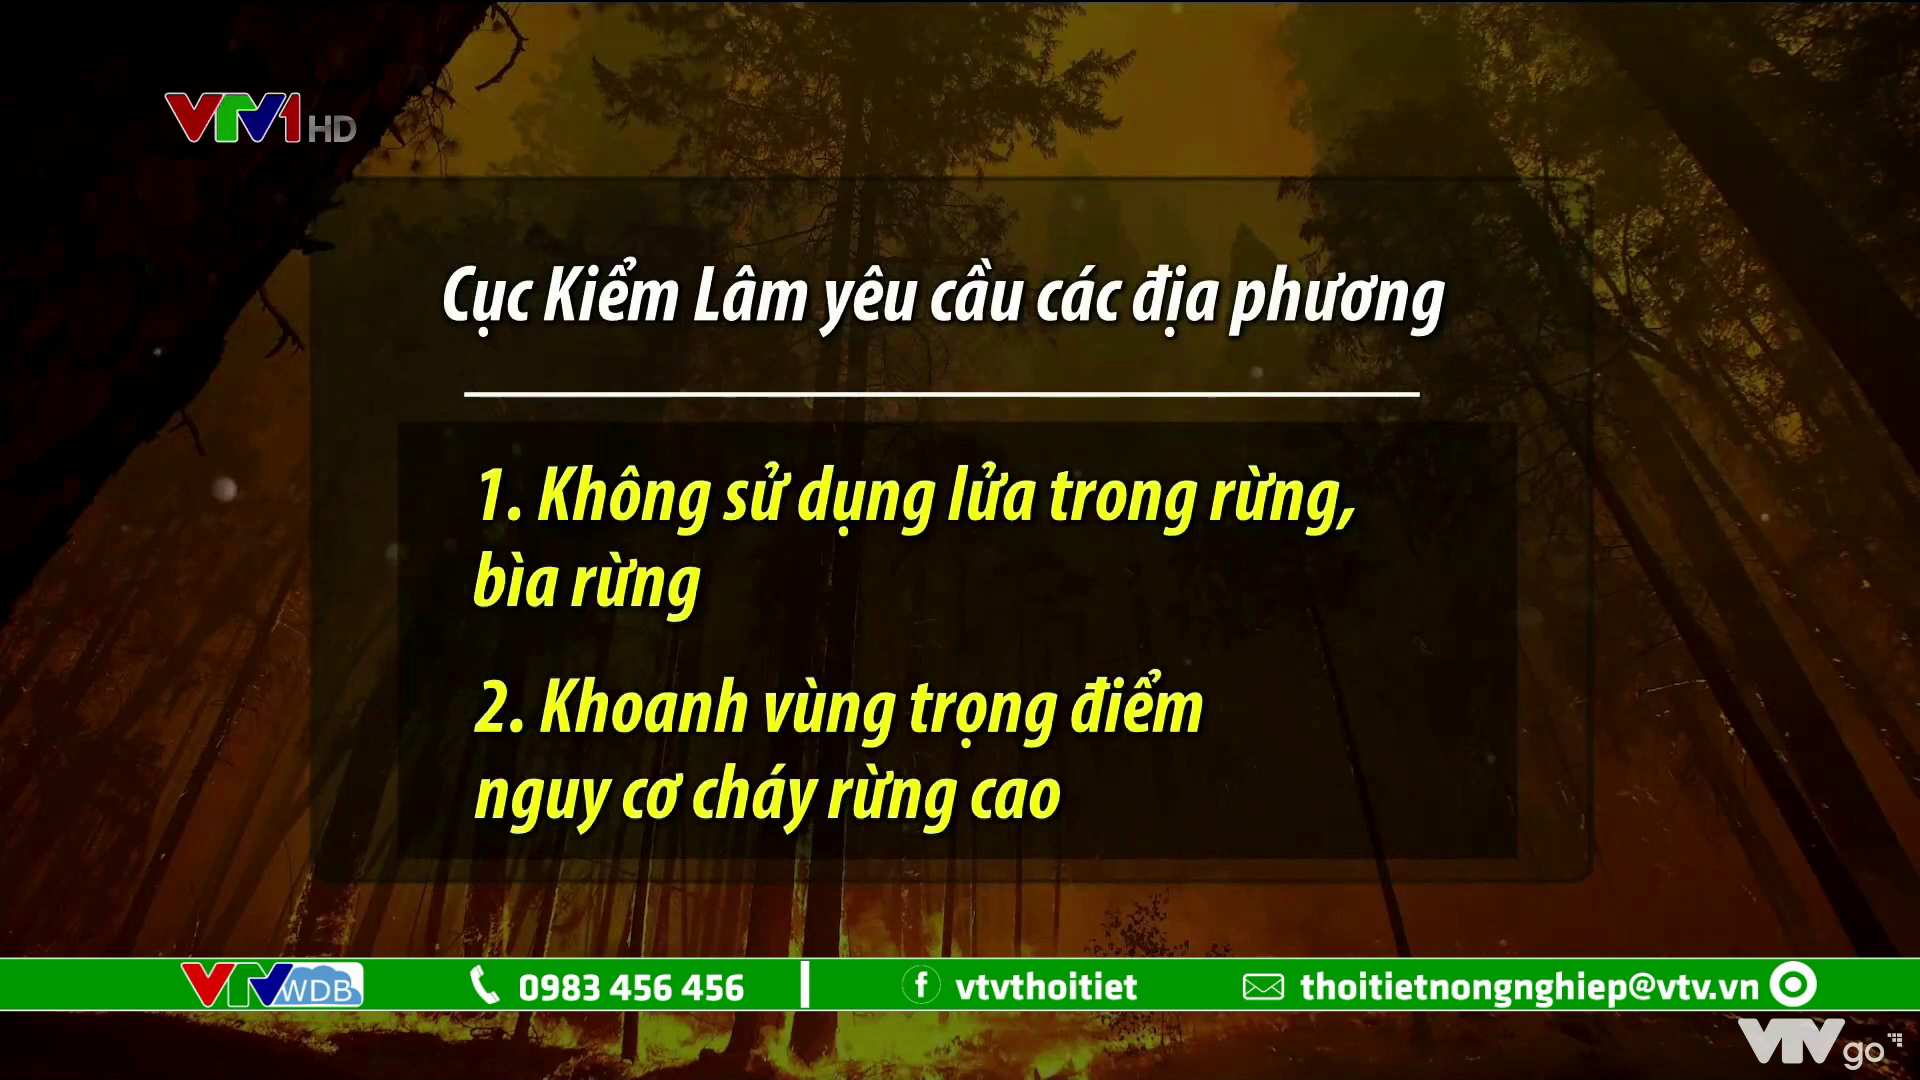 VTV1 HD
Cục Kiểm Lâm yêu cầu các địa phương
1. Không sử dụng lửa trong rừng,
bìa rừng
2. Khoanh vùng trọng điểm
nguy cơ cháy rừng cao
VTV WDB 0983 456 456 vtvthoitiet thoitietnongnghiep@vtv.vn
VTV go